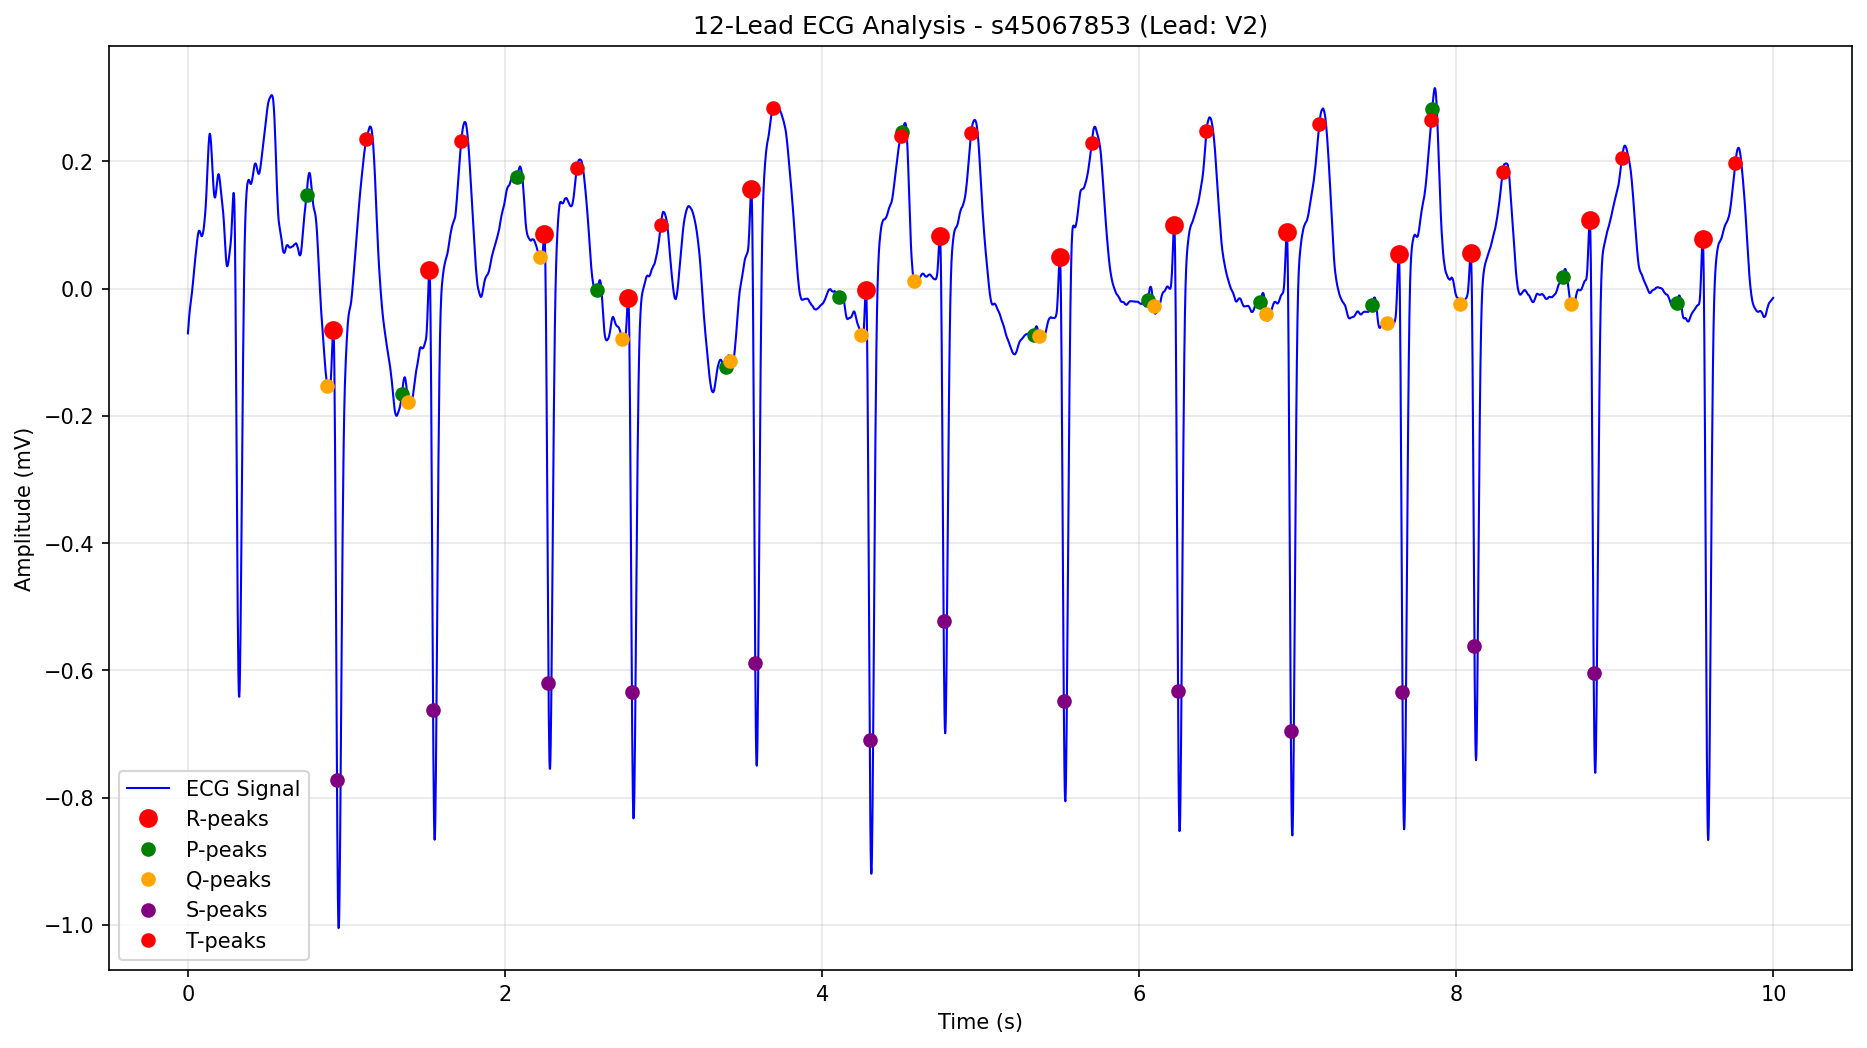 12-Lead ECG Analysis - s45067853 (Lead: V2)
Amplitude (mV)
0.2
0.0
−0.2
−0.4
−0.6
−0.8
−1.0
ECG Signal
R-peaks
P-peaks
Q-peaks
S-peaks
T-peaks
0 2 4 6 8 10
Time (s)